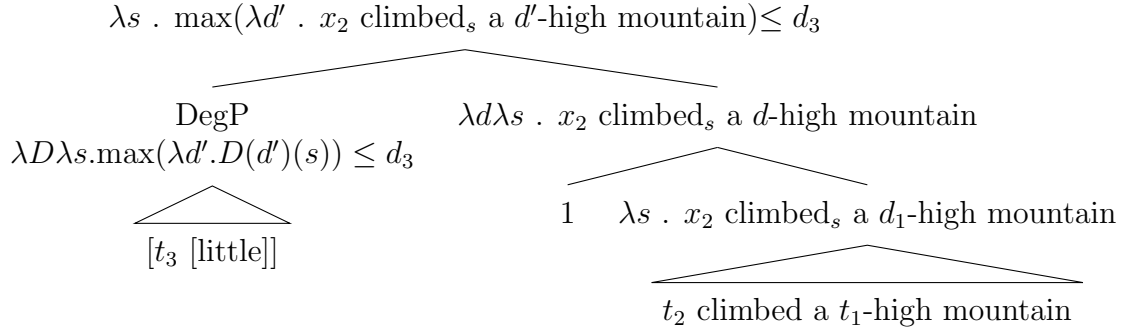 λs . max(λd′ . x₂ climbedₛ a d′-high mountain)≤ d₃
DegP
λDλs.max(λd′.D(d′)(s)) ≤ d₃
λdλs . x₂ climbedₛ a d-high mountain
[t₃ [little]]
1
λs . x₂ climbedₛ a d₁-high mountain
t₂ climbed a t₁-high mountain